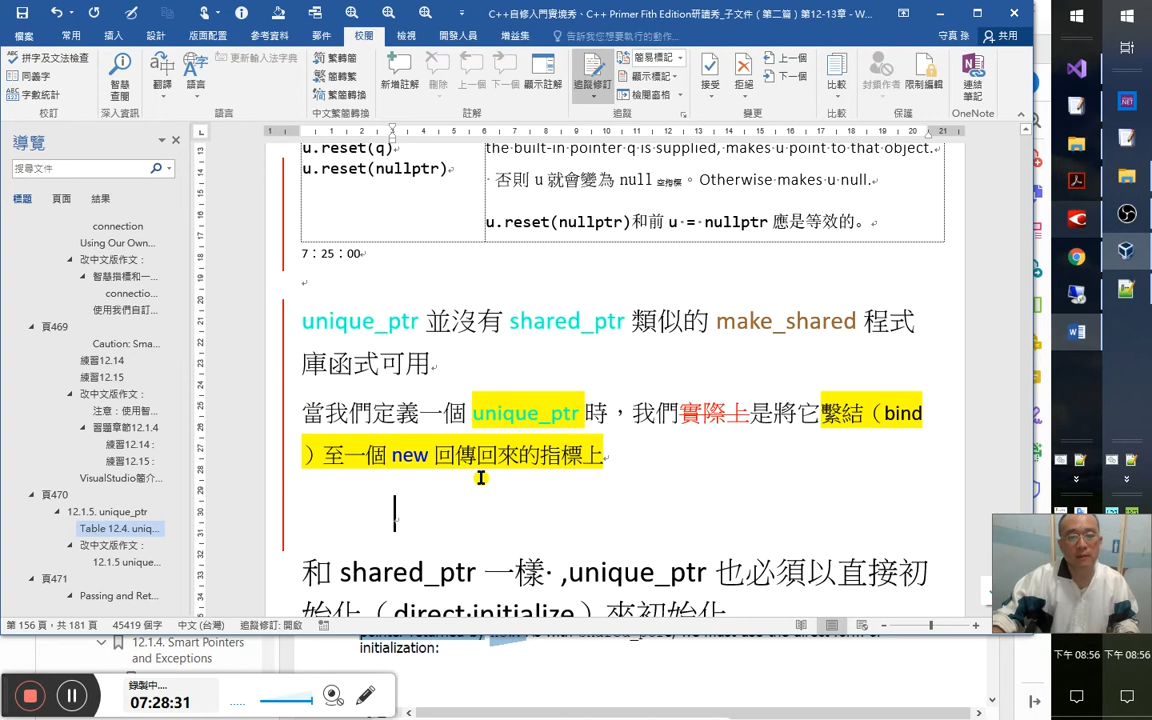 C++自修入門實境秀、C++ Primer Fith Edition研讀秀_子文件（第二篇）第12-13章 - W...
檔案 常用 插入 設計 版面配置 參考資料 郵件 校閱 檢視 開發人員 增益集 告訴我您想要執行的動作... 守真 孫 共用
拼字及文法檢查
同義字
字數統計
校訂
智慧查閱
深入資訊
翻譯 語言 更新輸入法字典
語言
繁轉簡
簡轉繁
繁簡轉換
中文繁簡轉換
新增註解 刪除 上一個 下一個 顯示註解
註解
追蹤修訂 簡易標記
顯示標記
檢閱窗格
追蹤
接受 拒絕 上一個
下一個
變更
比較
比較
封鎖作者 限制編輯
保護
連結筆記
OneNote
導覽
搜尋文件
標題 頁面 結果
connection
Using Our Own...
改中文版作文：
智慧指標和一...
connectio...
使用我們自訂...
頁469
Caution: Sma...
練習12.14
練習12.15
改中文版作文：
注意：使用智...
習題章節12.1.4
練習12.14：
練習12.15：
VisualStudio簡介...
頁470
12.1.5. unique_ptr
Table 12.4. uniq...
改中文版作文：
12.1.5 unique...
頁471
Passing and Ret...
u.reset(q)
u.reset(nullptr)
the built-in pointer q is supplied, makes u point to that object.
否則 u 就會變為 null 空指標。Otherwise makes u null.
u.reset(nullptr)和前 u = nullptr 應是等效的。
7：25：00
unique_ptr 並沒有 shared_ptr 類似的 make_shared 程式
庫函式可用
當我們定義一個 unique_ptr 時，我們實際上是將它繫結（bind
）至一個 new 回傳回來的指標上
和 shared_ptr 一樣 ,unique_ptr 也必須以直接初
始化（direct initialize）來初始化
第 156 頁，共 181 頁 45419 個字 中文 (台灣) 追蹤修訂: 開啟
12.1.4. Smart Pointers
and Exceptions
initialization:
錄製中....
07:28:31
下午 08:56 下午 08:56